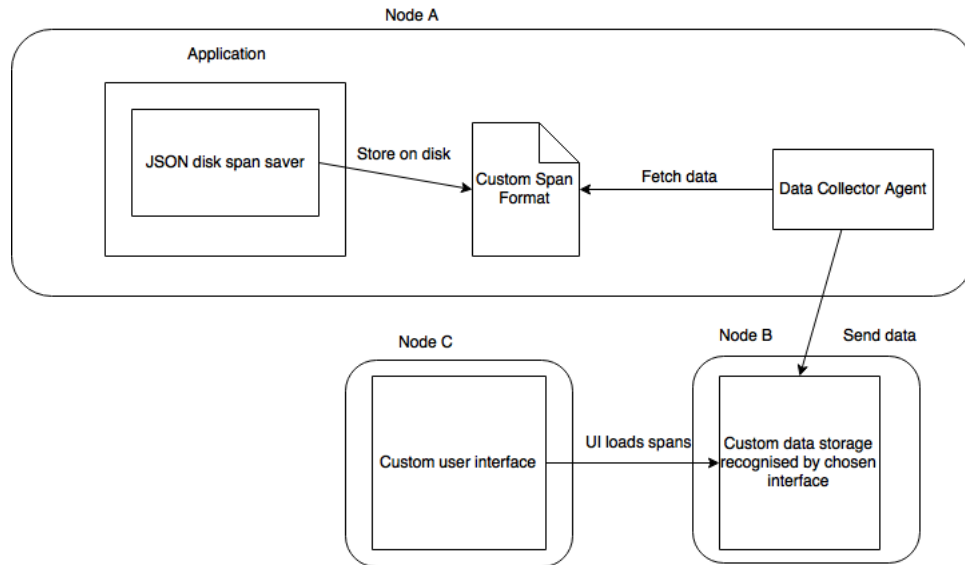 Node A
Application
JSON disk span saver
Store on disk
Custom Span
Format
Fetch data
Data Collector Agent
Node C
Node B
Send data
Custom user interface
UI loads spans
Custom data storage
recognised by chosen
interface